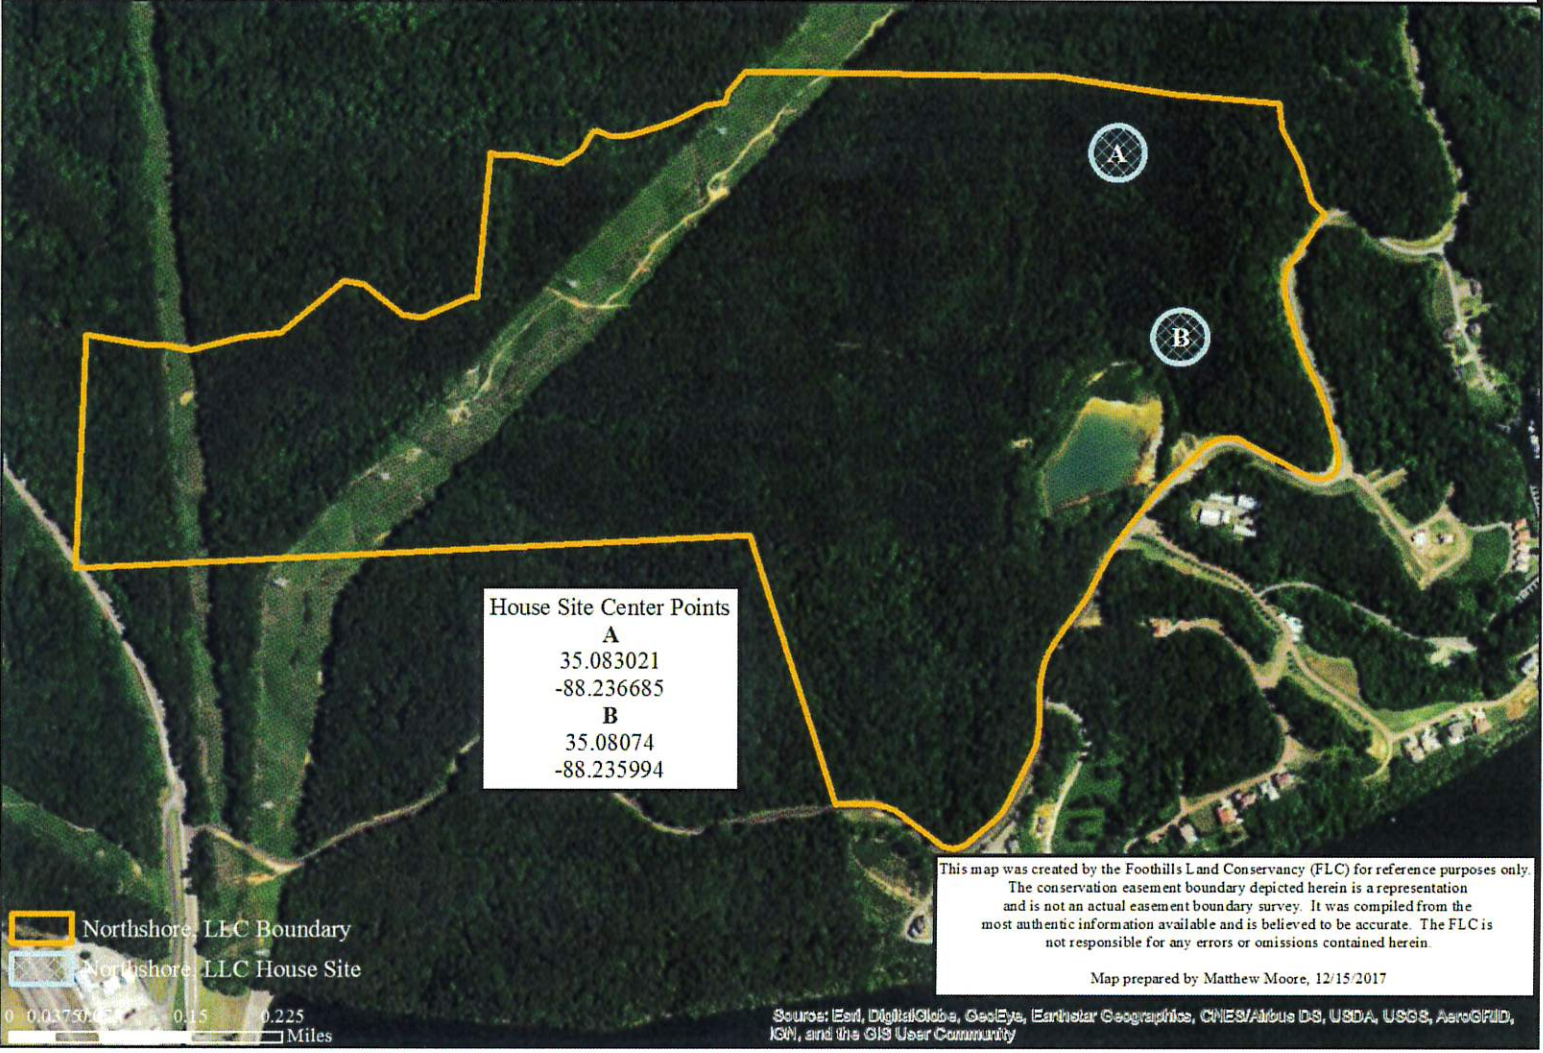 A
B
House Site Center Points
A
35.083021
-88.236685
B
35.08074
-88.235994
This map was created by the Foothills Land Conservancy (FLC) for reference purposes only.
The conservation easement boundary depicted herein is a representation
and is not an actual easement boundary survey. It was compiled from the
most authentic information available and is believed to be accurate. The FLC is
not responsible for any errors or omissions contained herein.
Map prepared by Matthew Moore, 12/15/2017
Northshore, LLC Boundary
Northshore, LLC House Site
0 0.0375 0.15 0.225
Miles
Source: Esri, DigitalGlobe, GeoEye, Earthstar Geographics, CNES/Airbus DS, USDA, USGS, AeroGRID,
IGN, and the GIS User Community